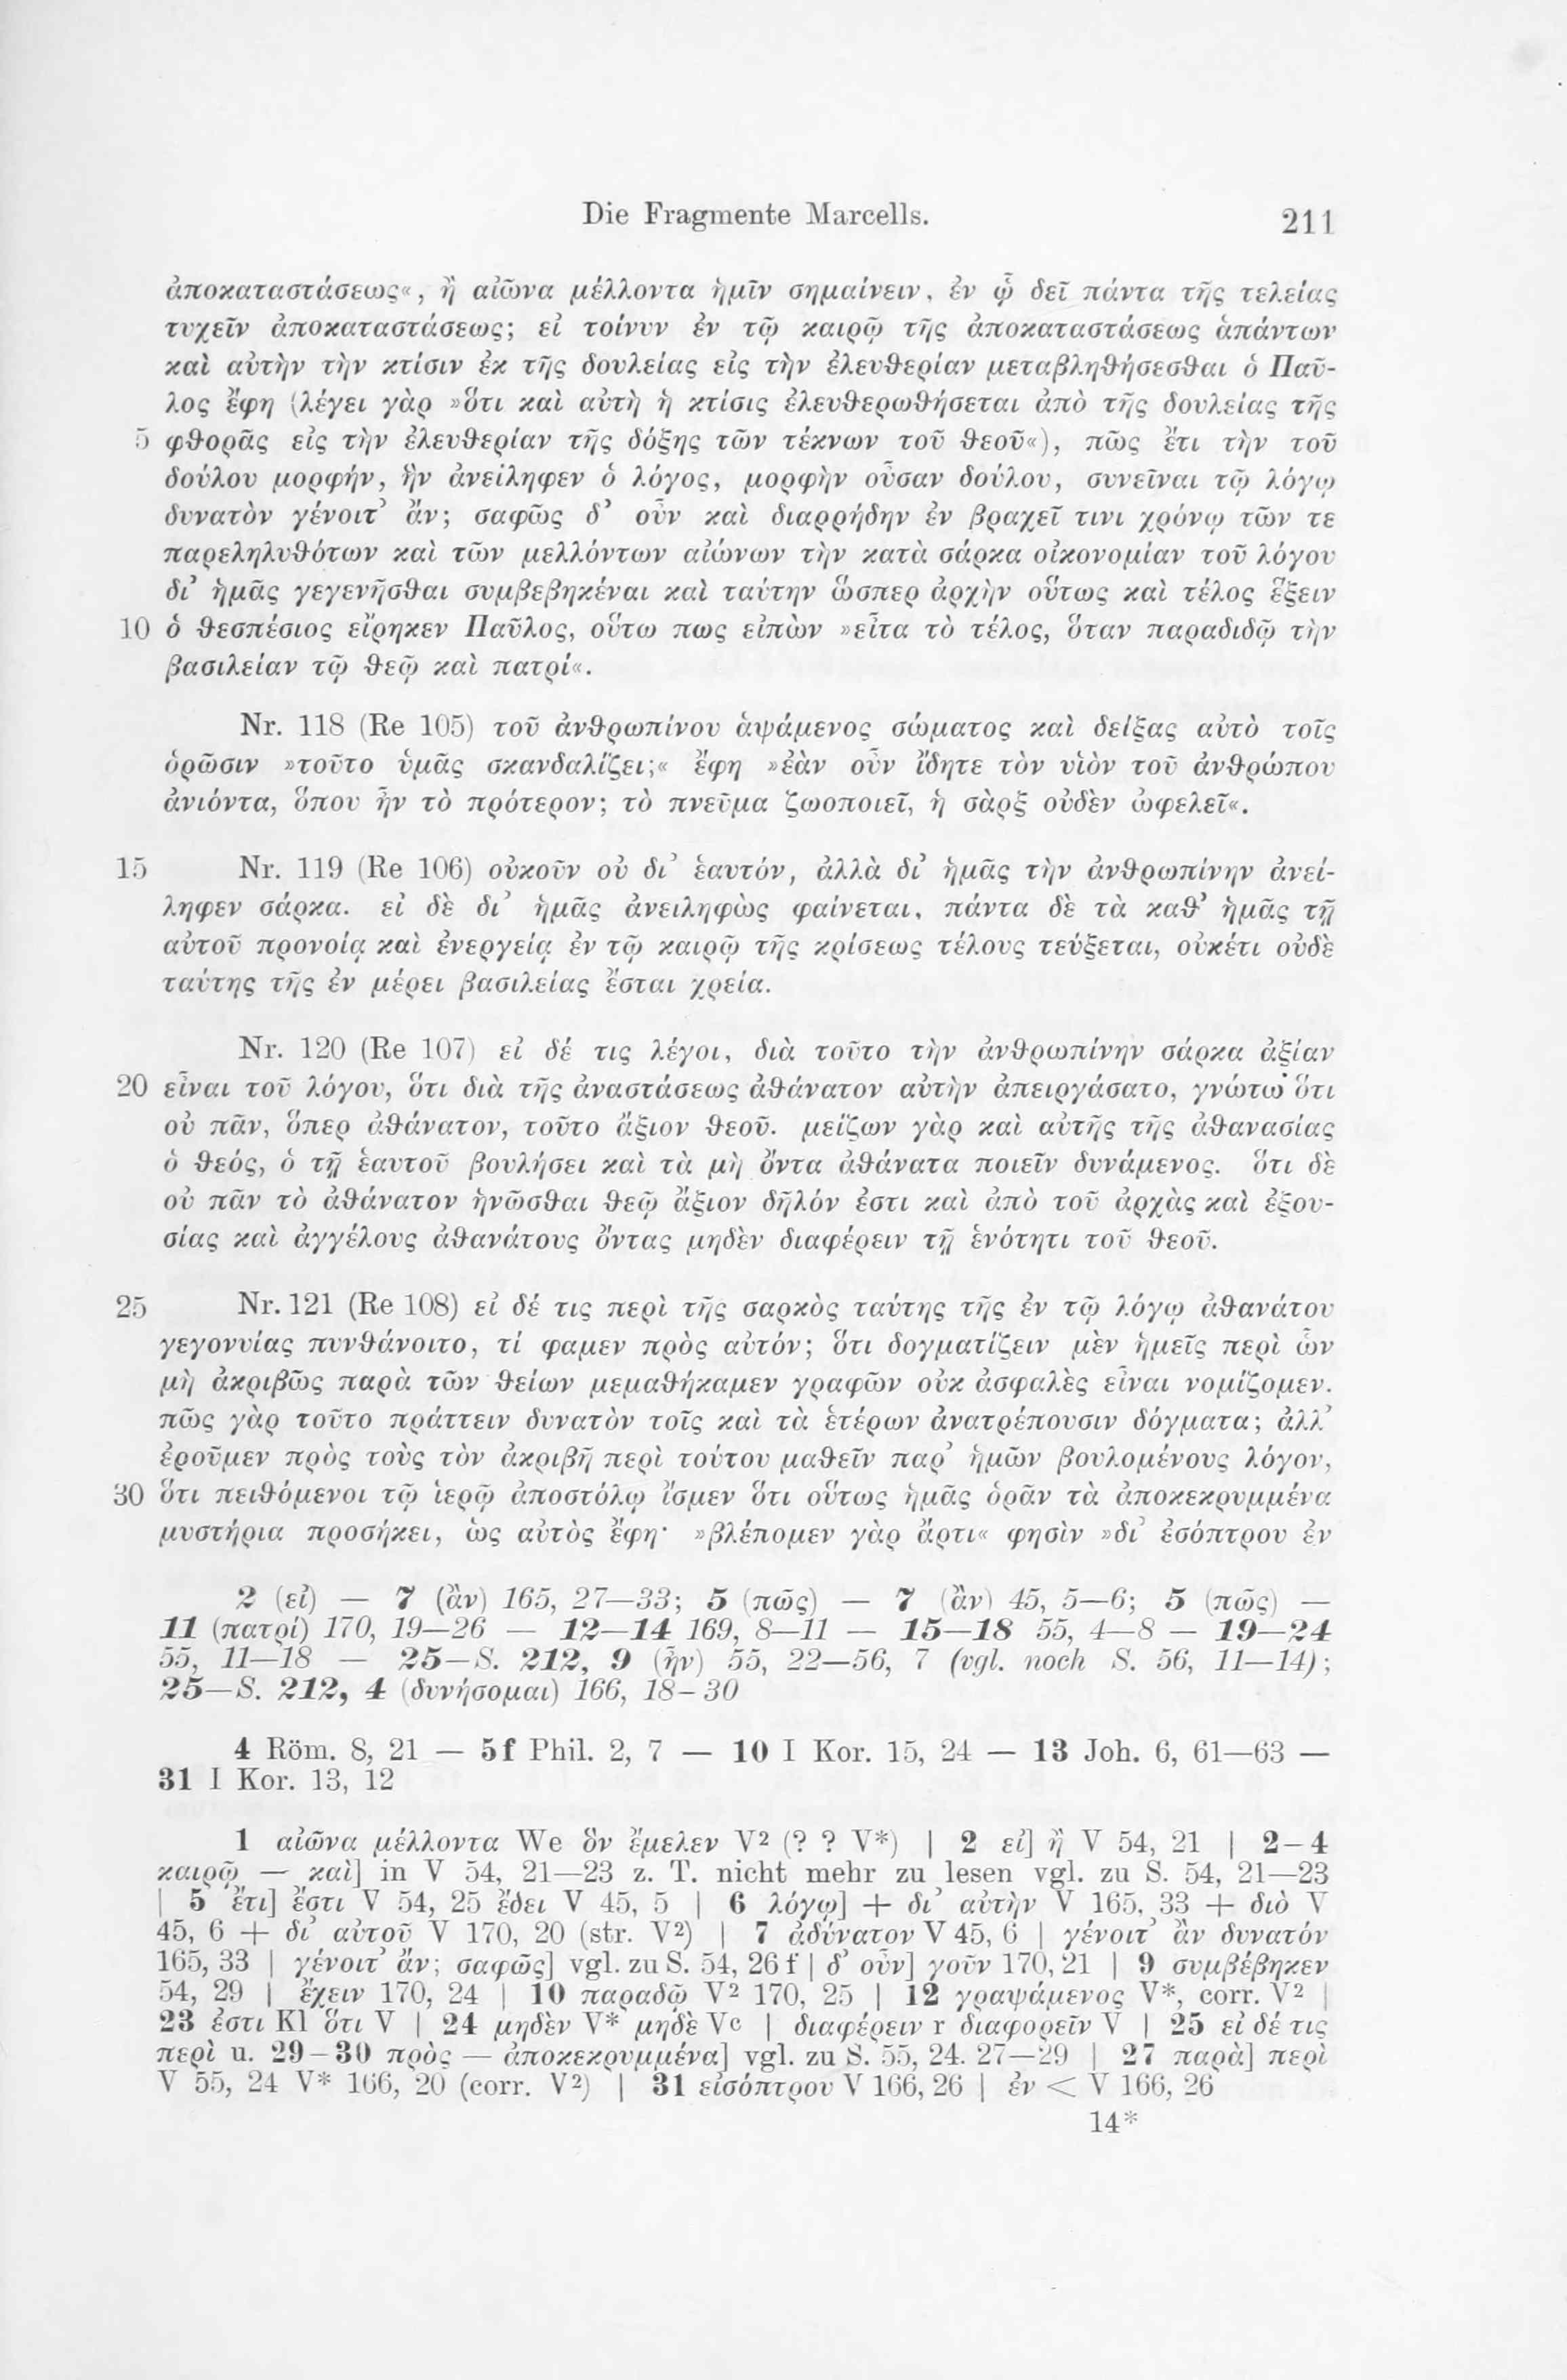 Die Fragmente Marcells. 211
ἀποκαταστάσεως«, ἢ αἰῶνα μέλλοντα ἡμῖν σημαίνειν, ἐν ᾧ δεῖ πάντα τῆς τελείας
τυχεῖν ἀποκαταστάσεως; εἰ τοίνυν ἐν τῷ καιρῷ τῆς ἀποκαταστάσεως ἁπάντων
καὶ αὐτὴν τὴν κτίσιν ἐκ τῆς δουλείας εἰς τὴν ἐλευθερίαν μεταβληθήσεσθαι ὁ Παῦ-
λος ἔφη (λέγει γὰρ »ὅτι καὶ αὐτὴ ἡ κτίσις ἐλευθερωθήσεται ἀπὸ τῆς δουλείας τῆς
5 φθορᾶς εἰς τὴν ἐλευθερίαν τῆς δόξης τῶν τέκνων τοῦ θεοῦ«), πῶς ἔτι τὴν τοῦ
δούλου μορφήν, ἣν ἀνείληφεν ὁ λόγος, μορφὴν οὖσαν δούλου, συνεῖναι τῷ λόγῳ
δυνατὸν γένοιτ᾽ ἄν; σαφῶς δ᾽ οὖν καὶ διαρρήδην ἐν βραχεῖ τινι χρόνῳ τῶν τε
παρεληλυθότων καὶ τῶν μελλόντων αἰώνων τὴν κατὰ σάρκα οἰκονομίαν τοῦ λόγου
δι᾽ ἡμᾶς γεγενῆσθαι συμβεβηκέναι καὶ ταύτην ὥσπερ ἀρχὴν οὕτως καὶ τέλος ἕξειν
10 ὁ θεσπέσιος εἴρηκεν Παῦλος, οὕτω πως εἰπὼν »εἶτα τὸ τέλος, ὅταν παραδιδῷ τὴν
βασιλείαν τῷ θεῷ καὶ πατρί«.
Nr. 118 (Re 105) τοῦ ἀνθρωπίνου ἁψάμενος σώματος καὶ δείξας αὐτὸ τοῖς
ὁρῶσιν »τοῦτο ὑμᾶς σκανδαλίζει;« ἔφη »ἐὰν οὖν ἴδητε τὸν υἱὸν τοῦ ἀνθρώπου
ἀνιόντα, ὅπου ἦν τὸ πρότερον; τὸ πνεῦμα ζωοποιεῖ, ἡ σὰρξ οὐδὲν ὠφελεῖ«.
15 Nr. 119 (Re 106) οὐκοῦν οὐ δι᾽ ἑαυτόν, ἀλλὰ δι᾽ ἡμᾶς τὴν ἀνθρωπίνην ἀνεί-
ληφεν σάρκα. εἰ δὲ δι᾽ ἡμᾶς ἀνειληφὼς φαίνεται, πάντα δὲ τὰ καθ᾽ ἡμᾶς τῇ
αὐτοῦ προνοίᾳ καὶ ἐνεργείᾳ ἐν τῷ καιρῷ τῆς κρίσεως τέλους τεύξεται, οὐκέτι οὐδὲ
ταύτης τῆς ἐν μέρει βασιλείας ἔσται χρεία.
Nr. 120 (Re 107) εἰ δέ τις λέγοι, διὰ τοῦτο τὴν ἀνθρωπίνην σάρκα ἀξίαν
20 εἶναι τοῦ λόγου, ὅτι διὰ τῆς ἀναστάσεως ἀθάνατον αὐτὴν ἀπειργάσατο, γνώτω ὅτι
οὐ πᾶν, ὅπερ ἀθάνατον, τοῦτο ἄξιον θεοῦ. μείζων γὰρ καὶ αὐτῆς τῆς ἀθανασίας
ὁ θεός, ὁ τῇ ἑαυτοῦ βουλήσει καὶ τὰ μὴ ὄντα ἀθάνατα ποιεῖν δυνάμενος. ὅτι δὲ
οὐ πᾶν τὸ ἀθάνατον ἡνῶσθαι θεῷ ἄξιον δῆλόν ἐστι καὶ ἀπὸ τοῦ ἀρχὰς καὶ ἐξου-
σίας καὶ ἀγγέλους ἀθανάτους ὄντας μηδὲν διαφέρειν τῇ ἑνότητι τοῦ θεοῦ.
25 Nr. 121 (Re 108) εἰ δέ τις περὶ τῆς σαρκὸς ταύτης τῆς ἐν τῷ λόγῳ ἀθανάτου
γεγονυίας πυνθάνοιτο, τί φαμεν πρὸς αὐτόν; ὅτι δογματίζειν μὲν ἡμεῖς περὶ ὧν
μὴ ἀκριβῶς παρὰ τῶν θείων μεμαθήκαμεν γραφῶν οὐκ ἀσφαλὲς εἶναι νομίζομεν.
πῶς γὰρ τοῦτο πράττειν δυνατὸν τοῖς καὶ τὰ ἑτέρων ἀνατρέπουσιν δόγματα; ἀλλ᾽
ἐροῦμεν πρὸς τοὺς τὸν ἀκριβῆ περὶ τούτου μαθεῖν παρ᾽ ἡμῶν βουλομένους λόγον,
30 ὅτι πειθόμενοι τῷ ἱερῷ ἀποστόλῳ ἴσμεν ὅτι οὕτως ἡμᾶς ὁρᾶν τὰ ἀποκεκρυμμένα
μυστήρια προσήκει, ὡς αὐτὸς ἔφη· »βλέπομεν γὰρ ἄρτι« φησὶν »δι᾽ ἐσόπτρου ἐν
2 (εἰ) — 7 (ἂν) 165, 27—33; 5 (πῶς) — 7 (ἂν) 45, 5—6; 5 (πῶς) —
11 (πατρί) 170, 19—26 — 12—14 169, 8—11 — 15—18 55, 4—8 — 19—24
55, 11—18 — 25—S. 212, 9 (ἦν) 55, 22—56, 7 (vgl. noch S. 56, 11—14);
25—S. 212, 4 (δυνήσομαι) 166, 18—30
4 Röm. 8, 21 — 5f Phil. 2, 7 — 10 I Kor. 15, 24 — 13 Joh. 6, 61—63 —
31 I Kor. 13, 12
1 αἰῶνα μέλλοντα We ὃν ἔμελεν V² (? ? V*) | 2 εἰ] ἢ V 54, 21 | 2—4
καιρῷ — καὶ] in V 54, 21—23 z. T. nicht mehr zu lesen vgl. zu S. 54, 21—23
| 5 ἔτι] ἔστι V 54, 25 ἔδει V 45, 5 | 6 λόγῳ] + δι᾽ αὐτὴν V 165, 33 + διὸ V
45, 6 + δι᾽ αὐτοῦ V 170, 20 (str. V²) | 7 ἀδύνατον V 45, 6 | γένοιτ᾽ ἂν δυνατόν
165, 33 | γένοιτ᾽ ἄν; σαφῶς] vgl. zu S. 54, 26 f | δ᾽ οὖν] γοῦν 170, 21 | 9 συμβέβηκεν
54, 29 | ἔχειν 170, 24 | 10 παραδῷ V² 170, 25 | 12 γραψάμενος V*, corr. V² |
23 ἐστι Kl ὅτι V | 24 μηδὲν V* μηδὲ Vᶜ | διαφέρειν r διαφορεῖν V | 25 εἰ δέ τις
περὶ u. 29—30 πρὸς — ἀποκεκρυμμένα] vgl. zu S. 55, 24. 27—29 | 27 παρὰ] περὶ
V 55, 24 V* 166, 20 (corr. V²) | 31 εἰσόπτρου V 166, 26 | ἐν < V 166, 26
14*